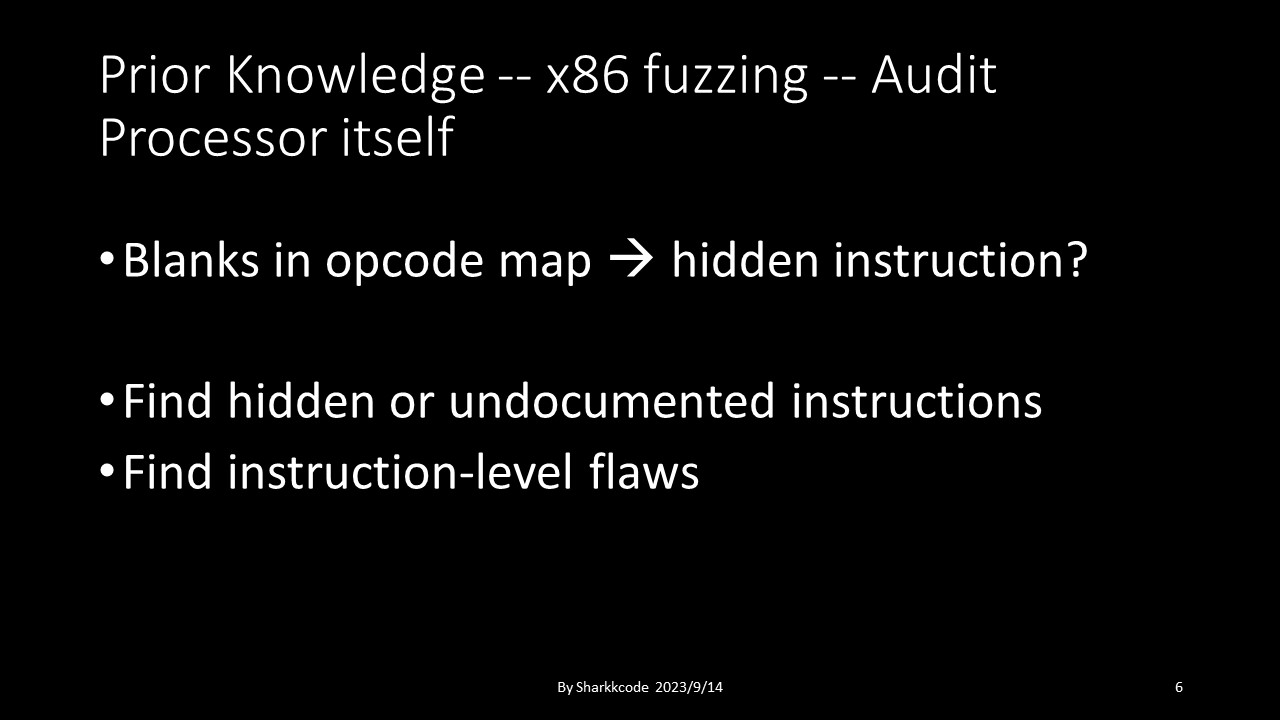 Prior Knowledge -- x86 fuzzing -- Audit
Processor itself
•Blanks in opcode map → hidden instruction?
•Find hidden or undocumented instructions
•Find instruction-level flaws
By Sharkkcode 2023/9/14
6